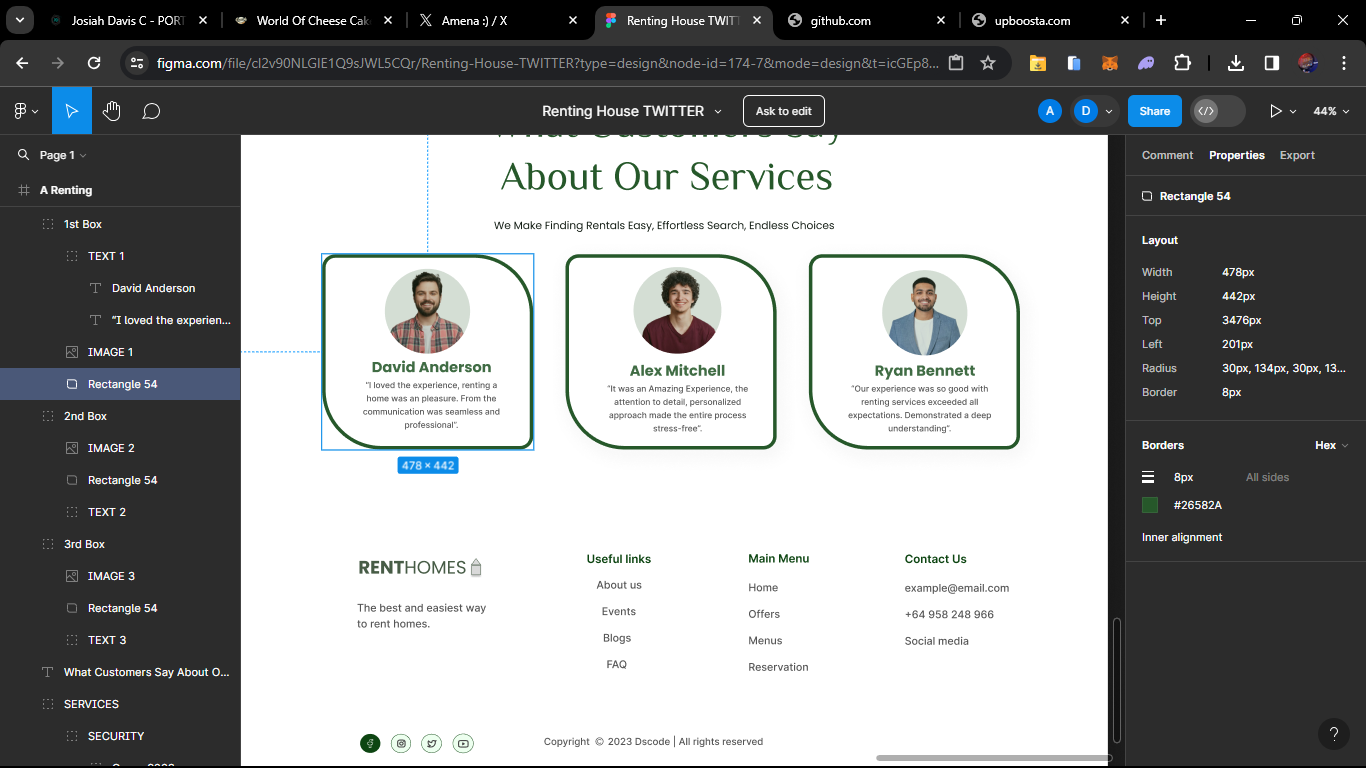 Josiah Davis C - PORT
World Of Cheese Cak
Amena :) / X
Renting House TWITT
github.com
upboosta.com
figma.com/file/cl2v90NLGlE1Q9sJWL5CQr/Renting-House-TWITTER?type=design&node-id=174-7&mode=design&t=icGEp8...
Renting House TWITTER
Ask to edit
A
D
Share
44%
Page 1
A Renting
1st Box
TEXT 1
David Anderson
"I loved the experien...
IMAGE 1
Rectangle 54
2nd Box
IMAGE 2
Rectangle 54
TEXT 2
3rd Box
IMAGE 3
Rectangle 54
TEXT 3
What Customers Say About O...
SERVICES
SECURITY
What Customers Say
About Our Services
We Make Finding Rentals Easy, Effortless Search, Endless Choices
David Anderson
"I loved the experience, renting a
home was an pleasure. From the
communication was seamless and
professional".
478 × 442
Alex Mitchell
"It was an Amazing Experience, the
attention to detail, personalized
approach made the entire process
stress-free".
Ryan Bennett
"Our experience was so good with
renting services exceeded all
expectations. Demonstrated a deep
understanding".
RENTHOMES
The best and easiest way
to rent homes.
Useful links
About us
Events
Blogs
FAQ
Main Menu
Home
Offers
Menus
Reservation
Contact Us
example@email.com
+64 958 248 966
Social media
Copyright © 2023 Dscode | All rights reserved
Comment
Properties
Export
Rectangle 54
Layout
Width 478px
Height 442px
Top 3476px
Left 201px
Radius 30px, 134px, 30px, 13...
Border 8px
Borders
Hex
8px
All sides
#26582A
Inner alignment
?